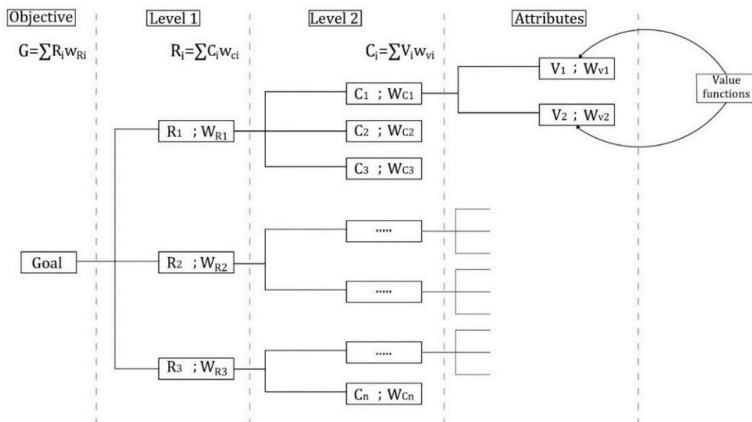 Objective
Level 1
Level 2
Attributes
G=∑RiwRi
Ri=∑Ciwci
Ci=∑Viwvi
V1 ; Wv1
Value
functions
C1 ; WC1
V2 ; Wv2
R1 ; WR1
C2 ; WC2
C3 ; WC3
.....
Goal
R2 ; WR2
.....
.....
R3 ; WR3
Cn ; WCn